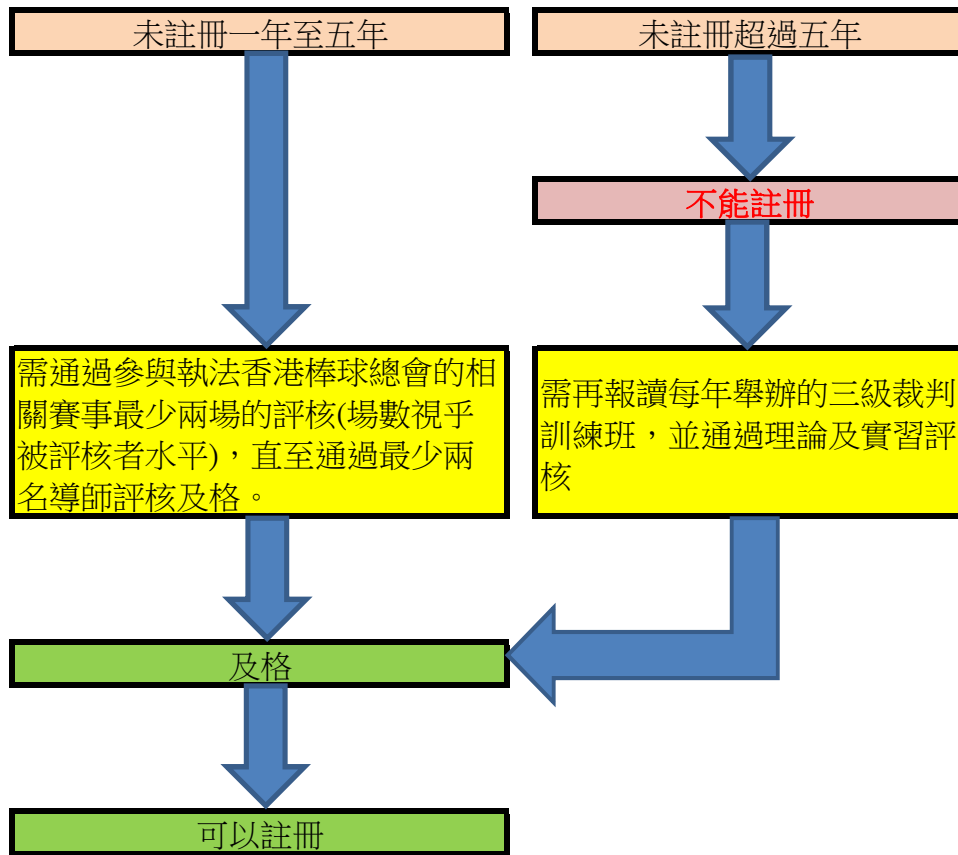 未註冊一年至五年
未註冊超過五年
不能註冊
需通過參與執法香港棒球總會的相
關賽事最少兩場的評核(場數視乎
被評核者水平)，直至通過最少兩
名導師評核及格。
需再報讀每年舉辦的三級裁判
訓練班，並通過理論及實習評
核
及格
可以註冊